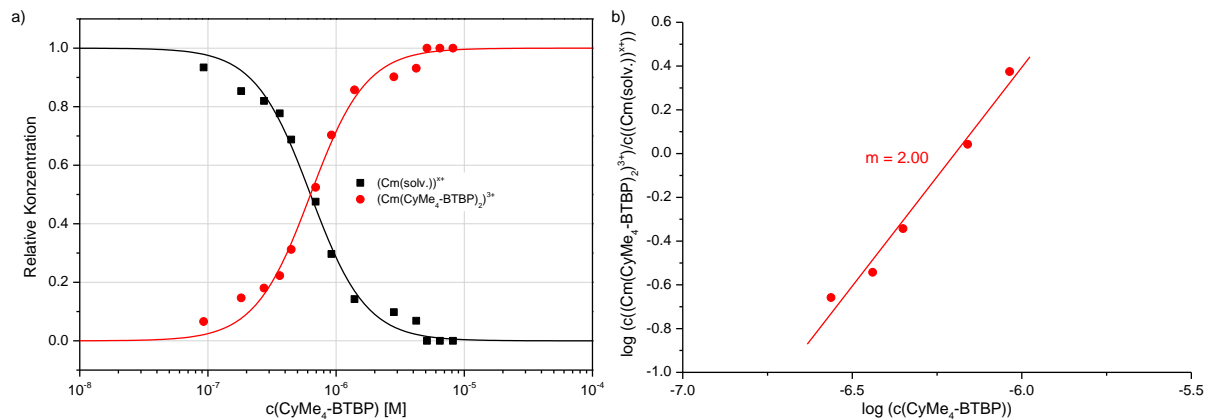 a)
1.0
0.8
0.6
0.4
0.2
0.0
Relative Konzentration
10⁻⁸
10⁻⁷
10⁻⁶
10⁻⁵
10⁻⁴
c(CyMe₄-BTBP) [M]
(Cm(solv.))ˣ⁺
(Cm(CyMe₄-BTBP)₂)³⁺
b)
0.6
0.4
0.2
0.0
-0.2
-0.4
-0.6
-0.8
-1.0
log (c((Cm(CyMe₄-BTBP)₂)³⁺)/c((Cm(solv.))ˣ⁺))
m = 2.00
-7.0
-6.5
-6.0
-5.5
log (c(CyMe₄-BTBP))